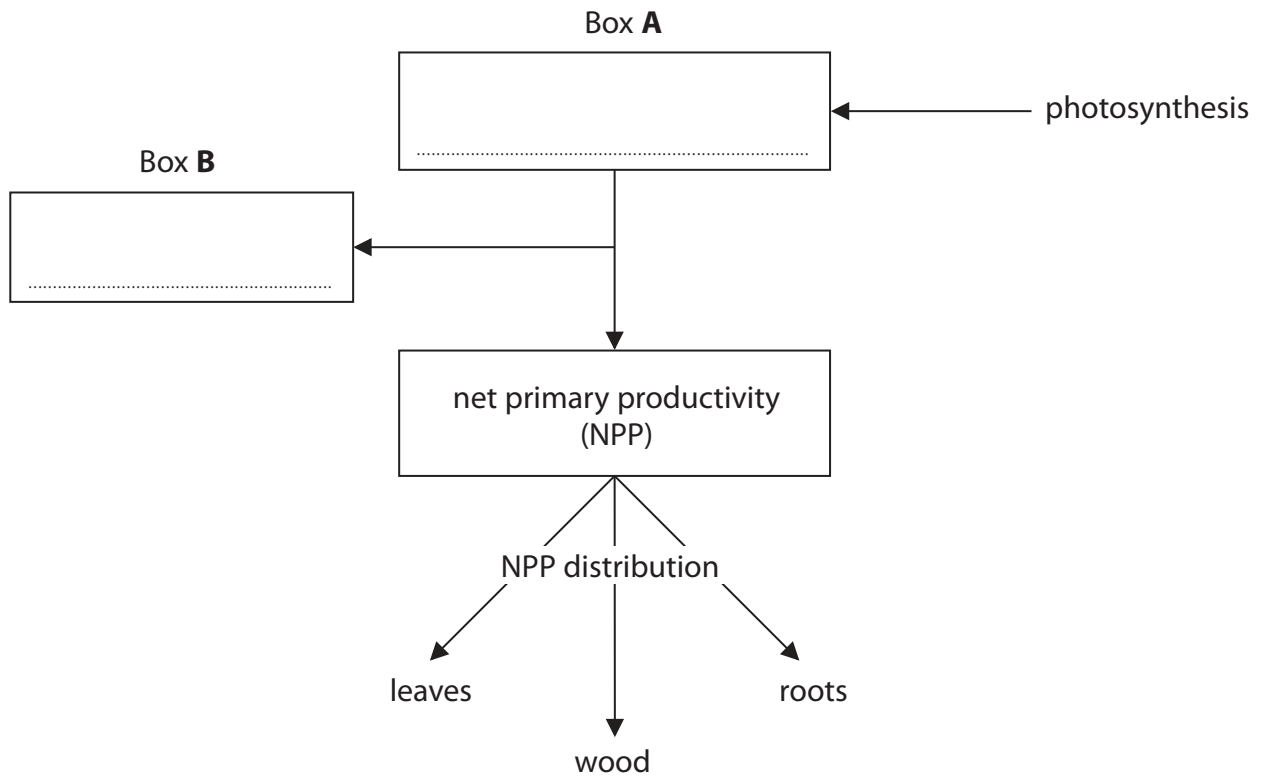 Box A
photosynthesis
Box B
net primary productivity
(NPP)
NPP distribution
leaves
roots
wood